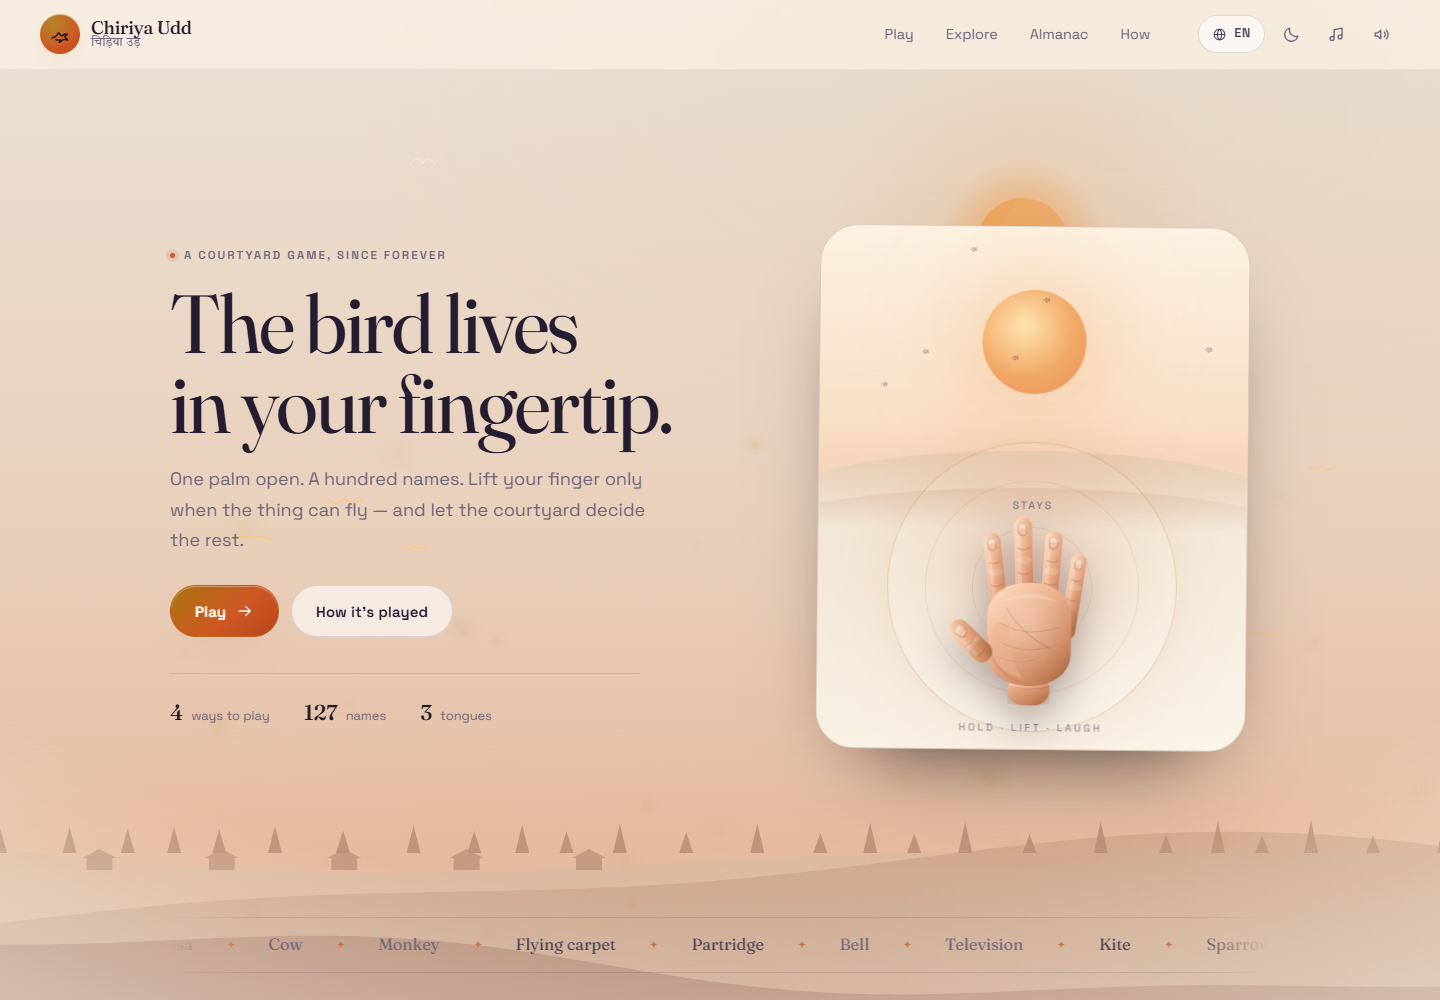 Chiriya Udd
चिड़िया उड़
Play
Explore
Almanac
How
EN
A COURTYARD GAME, SINCE FOREVER
The bird lives
in your fingertip.
One palm open. A hundred names. Lift your finger only
when the thing can fly — and let the courtyard decide
the rest.
Play →
How it's played
4 ways to play
127 names
3 tongues
STAYS
HOLD · LIFT · LAUGH
Cow ✦ Monkey ✦ Flying carpet ✦ Partridge ✦ Bell ✦ Television ✦ Kite ✦ Sparrow